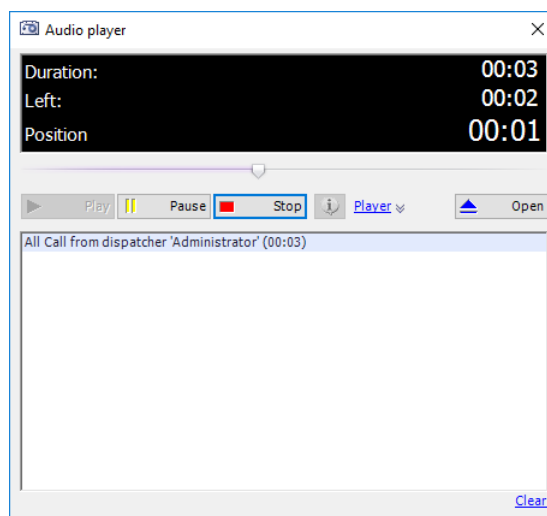 Audio player
Duration: 00:03
Left: 00:02
Position 00:01
Play Pause Stop Player Open
All Call from dispatcher 'Administrator' (00:03)
Clear